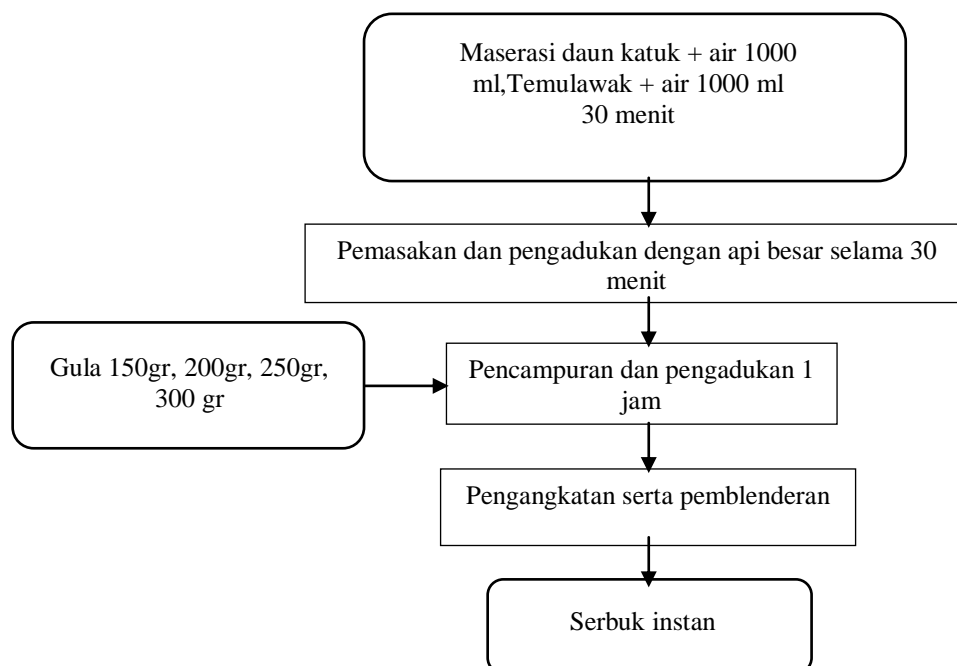 Maserasi daun katuk + air 1000
ml,Temulawak + air 1000 ml
30 menit
Pemasakan dan pengadukan dengan api besar selama 30
menit
Gula 150gr, 200gr, 250gr,
300 gr
Pencampuran dan pengadukan 1
jam
Pengangkatan serta pemblenderan
Serbuk instan